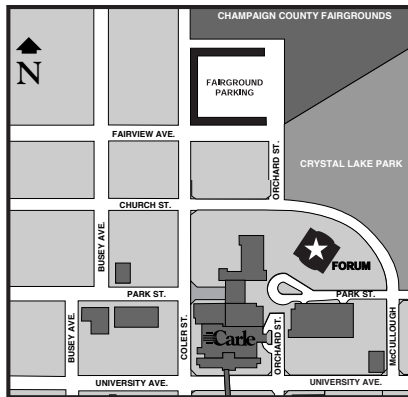 CHAMPAIGN COUNTY FAIRGROUNDS
N
FAIRGROUND
PARKING
FAIRVIEW AVE.
ORCHARD ST.
CRYSTAL LAKE PARK
CHURCH ST.
BUSEY AVE.
FORUM
PARK ST.
PARK ST.
BUSEY AVE.
COLER ST.
Carle
ORCHARD ST.
McCULLOUGH
UNIVERSITY AVE.
UNIVERSITY AVE.